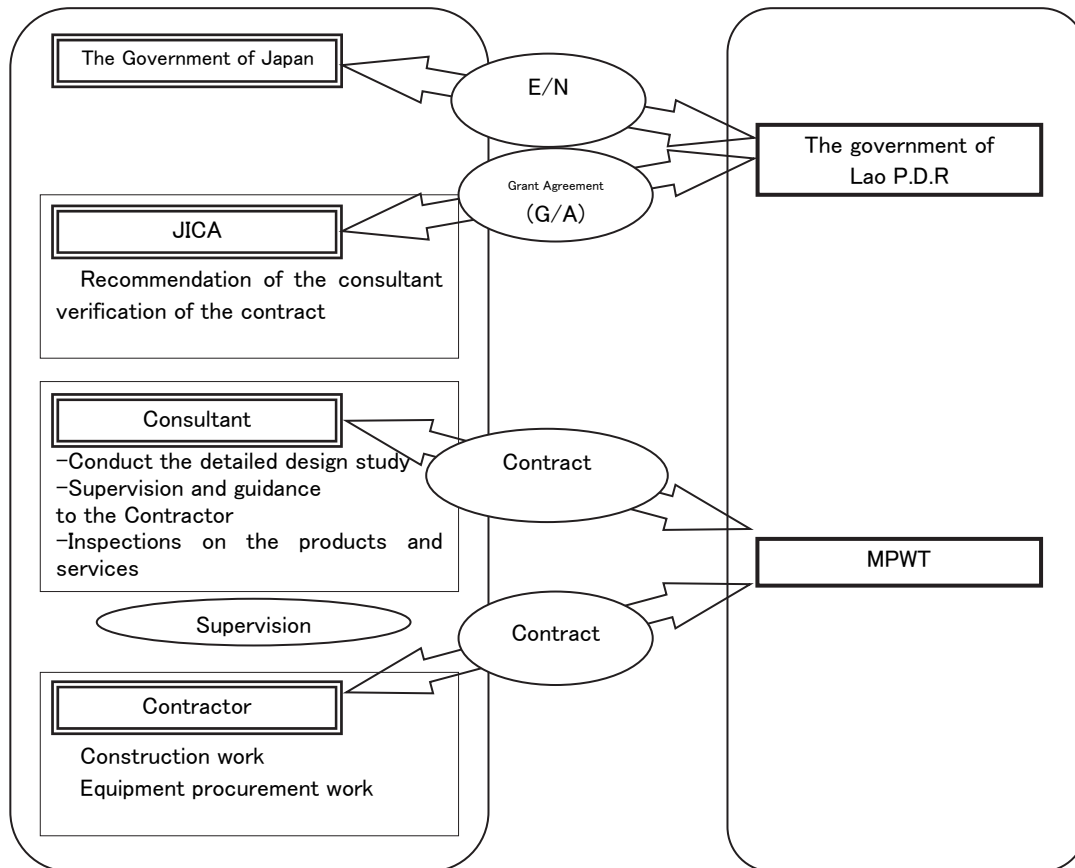 The Government of Japan
E/N
The government of
Lao P.D.R
Grant Agreement
(G/A)
JICA
Recommendation of the consultant
verification of the contract
Consultant
-Conduct the detailed design study
-Supervision and guidance
to the Contractor
-Inspections on the products and
services
Contract
MPWT
Supervision
Contract
Contractor
Construction work
Equipment procurement work